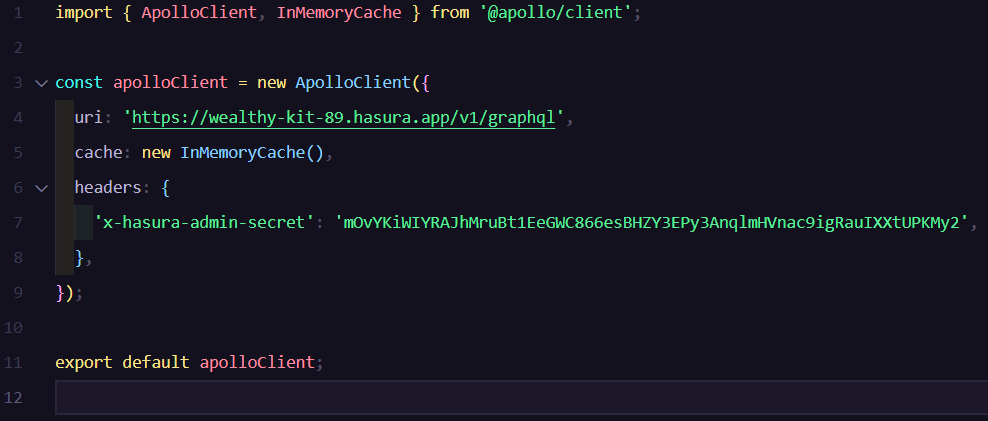 1 import { ApolloClient, InMemoryCache } from '@apollo/client';
2
3 const apolloClient = new ApolloClient({
4 uri: 'https://wealthy-kit-89.hasura.app/v1/graphql',
5 cache: new InMemoryCache(),
6 headers: {
7 'x-hasura-admin-secret': 'mOvYKiWIYRAJhMruBt1EeGWC866esBHZY3EPy3AnqlmHVnac9igRauIXXtUPKMy2',
8 },
9 });
10
11 export default apolloClient;
12